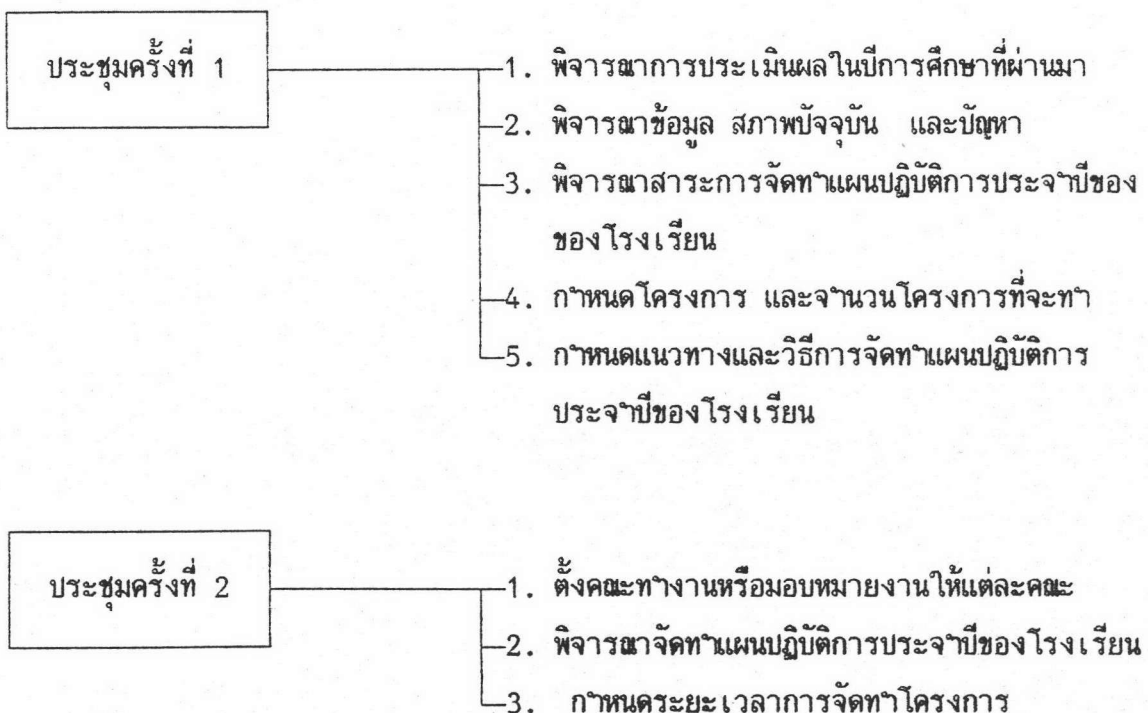 ประชุมครั้งที่ 1
1. พิจารณาการประเมินผลในปีการศึกษาที่ผ่านมา
2. พิจารณาข้อมูล สภาพปัจจุบัน และปัญหา
3. พิจารณาสาระการจัดทำแผนปฏิบัติการประจำปีของ
ของโรงเรียน
4. กำหนดโครงการ และจำนวนโครงการที่จะทำ
5. กำหนดแนวทางและวิธีการจัดทำแผนปฏิบัติการ
ประจำปีของโรงเรียน
ประชุมครั้งที่ 2
1. ตั้งคณะทำงานหรือมอบหมายงานให้แต่ละคณะ
2. พิจารณาจัดทำแผนปฏิบัติการประจำปีของโรงเรียน
3. กำหนดระยะเวลาการจัดทำโครงการ